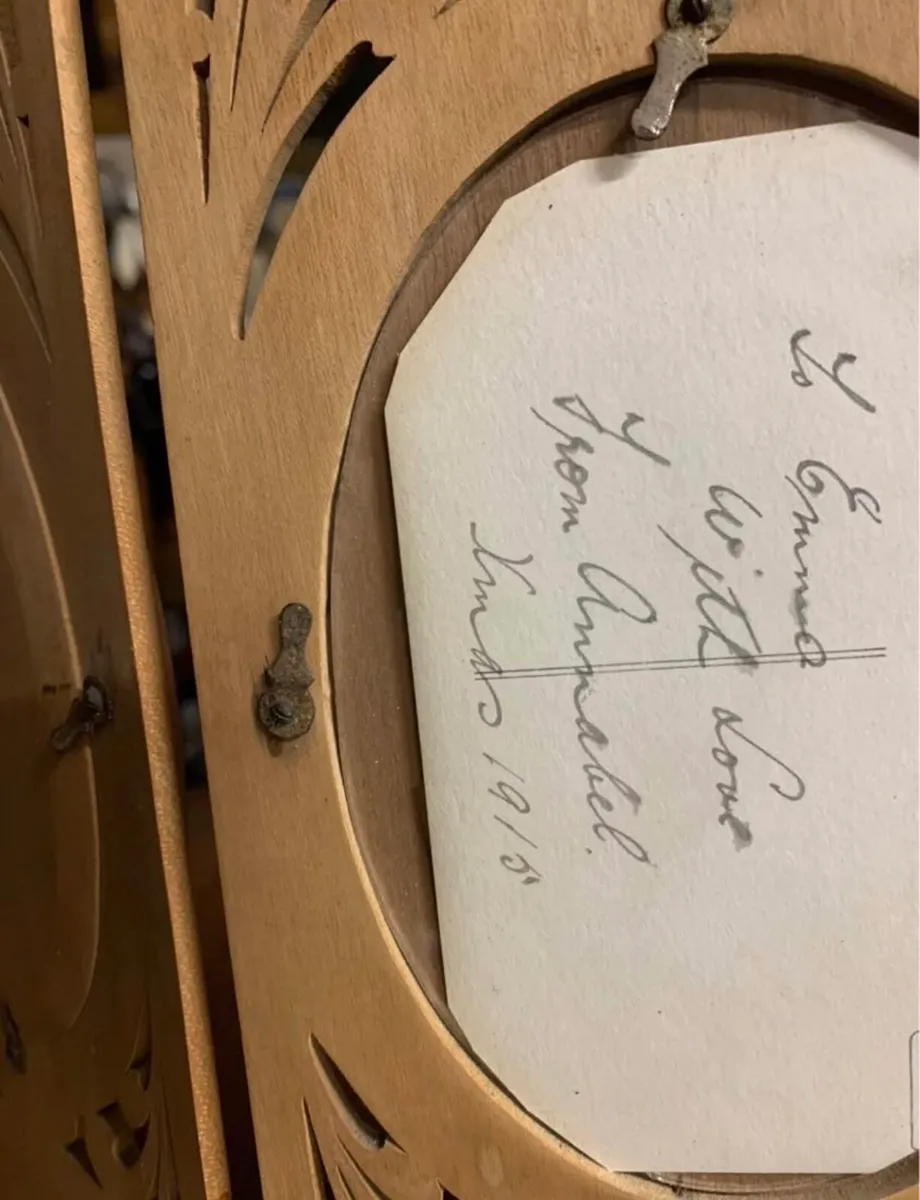 To Emma
With Love
From Annabel.
Xmas 1915